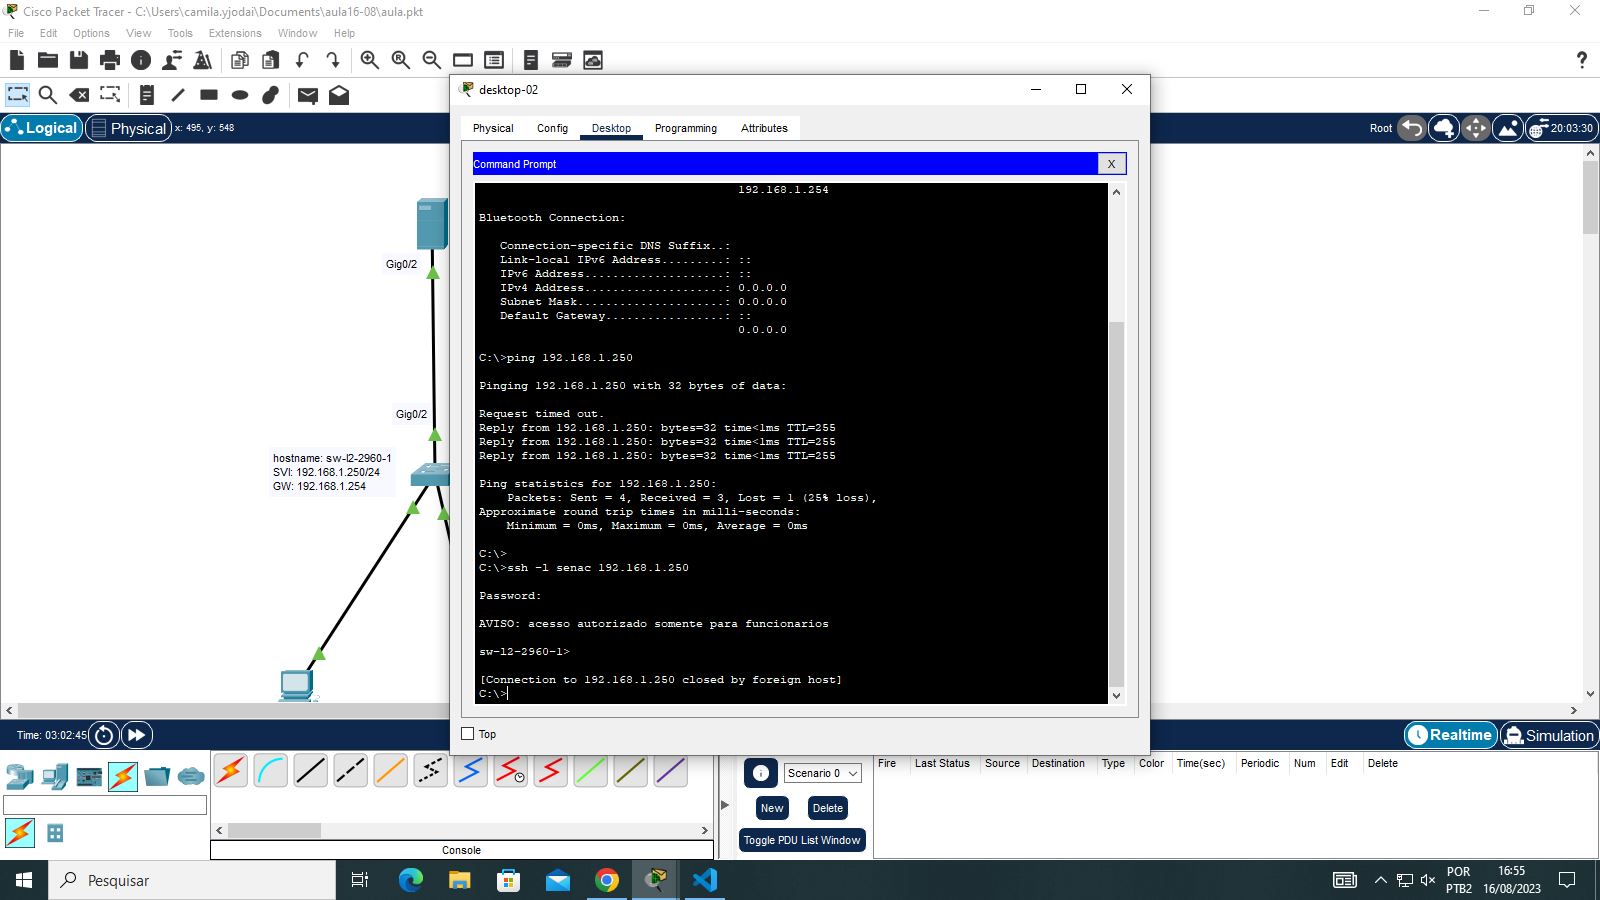 Cisco Packet Tracer - C:\Users\camila.yjodai\Documents\aula16-08\aula.pkt
File Edit Options View Tools Extensions Window Help
?
Logical Physical x: 495, y: 548
Root 20:03:30
desktop-02
Physical Config Desktop Programming Attributes
Command Prompt X
192.168.1.254
Bluetooth Connection:
Connection-specific DNS Suffix..:
Link-local IPv6 Address.........: ::
IPv6 Address....................: ::
IPv4 Address....................: 0.0.0.0
Subnet Mask.....................: 0.0.0.0
Default Gateway.................: ::
0.0.0.0
C:\>ping 192.168.1.250
Pinging 192.168.1.250 with 32 bytes of data:
Request timed out.
Reply from 192.168.1.250: bytes=32 time<1ms TTL=255
Reply from 192.168.1.250: bytes=32 time<1ms TTL=255
Reply from 192.168.1.250: bytes=32 time<1ms TTL=255
Ping statistics for 192.168.1.250:
Packets: Sent = 4, Received = 3, Lost = 1 (25% loss),
Approximate round trip times in milli-seconds:
Minimum = 0ms, Maximum = 0ms, Average = 0ms
C:\>
C:\>ssh -l senac 192.168.1.250
Password:
AVISO: acesso autorizado somente para funcionarios
sw-l2-2960-1>
[Connection to 192.168.1.250 closed by foreign host]
C:\>
Top
Gig0/2
Gig0/2
hostname: sw-l2-2960-1
SVI: 192.168.1.250/24
GW: 192.168.1.254
Time: 03:02:45
Realtime Simulation
Scenario 0
New Delete
Toggle PDU List Window
Fire Last Status Source Destination Type Color Time(sec) Periodic Num Edit Delete
Console
Pesquisar
POR
PTB2
16:55
16/08/2023